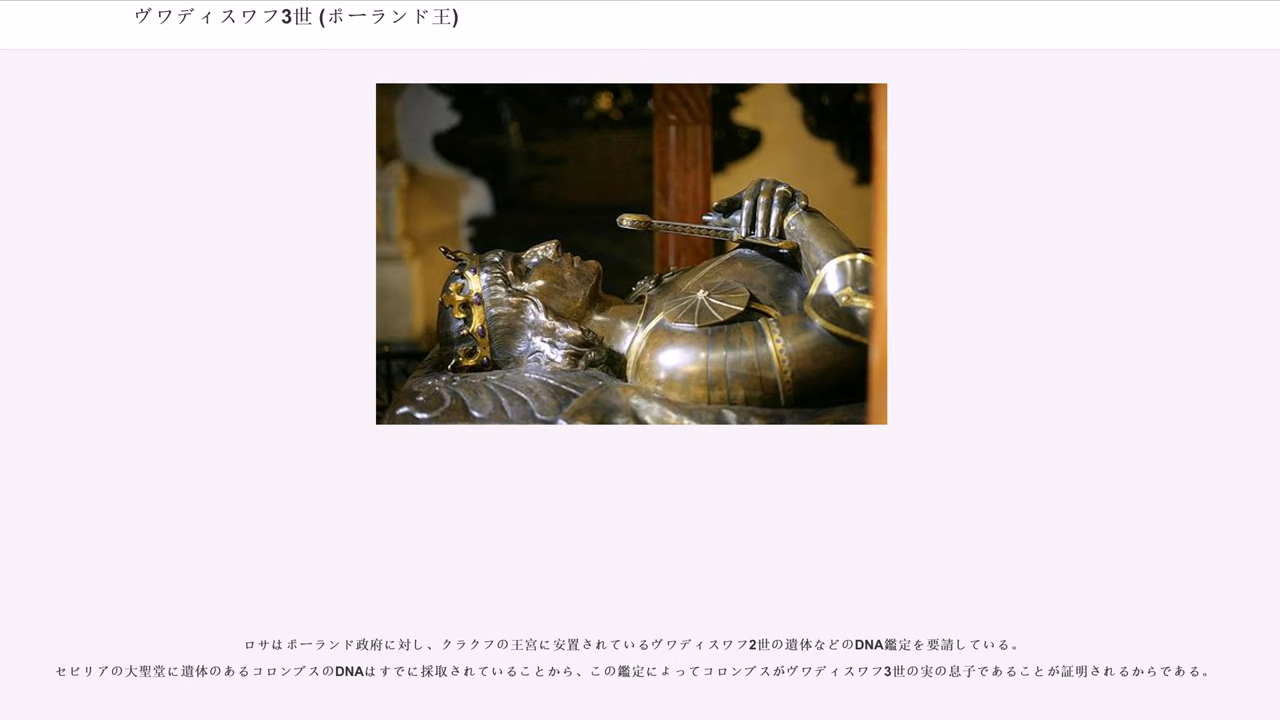 ヴワディスワフ3世 (ポーランド王)
ロサはポーランド政府に対し、クラクフの王宮に安置されているヴワディスワフ2世の遺体などのDNA鑑定を要請している。
セビリアの大聖堂に遺体のあるコロンブスのDNAはすでに採取されていることから、この鑑定によってコロンブスがヴワディスワフ3世の実の息子であることが証明されるからである。